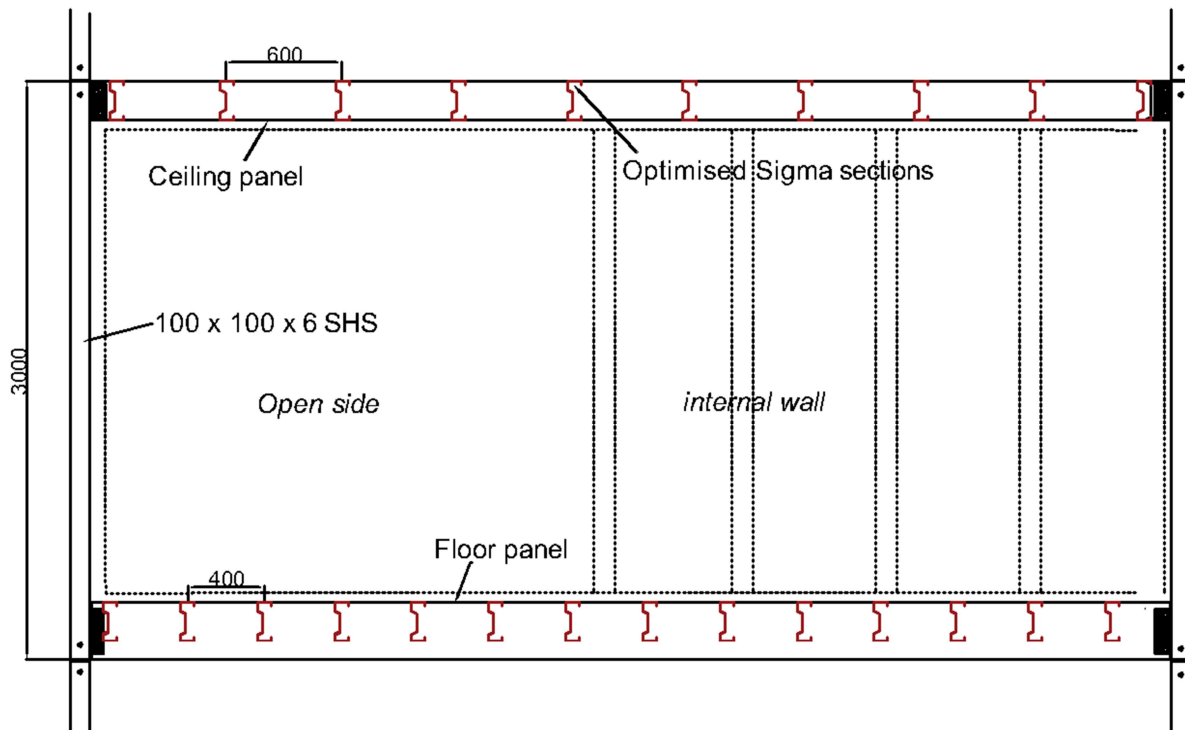 600
Ceiling panel
Optimised Sigma sections
100 x 100 x 6 SHS
3000
Open side
internal wall
Floor panel
400